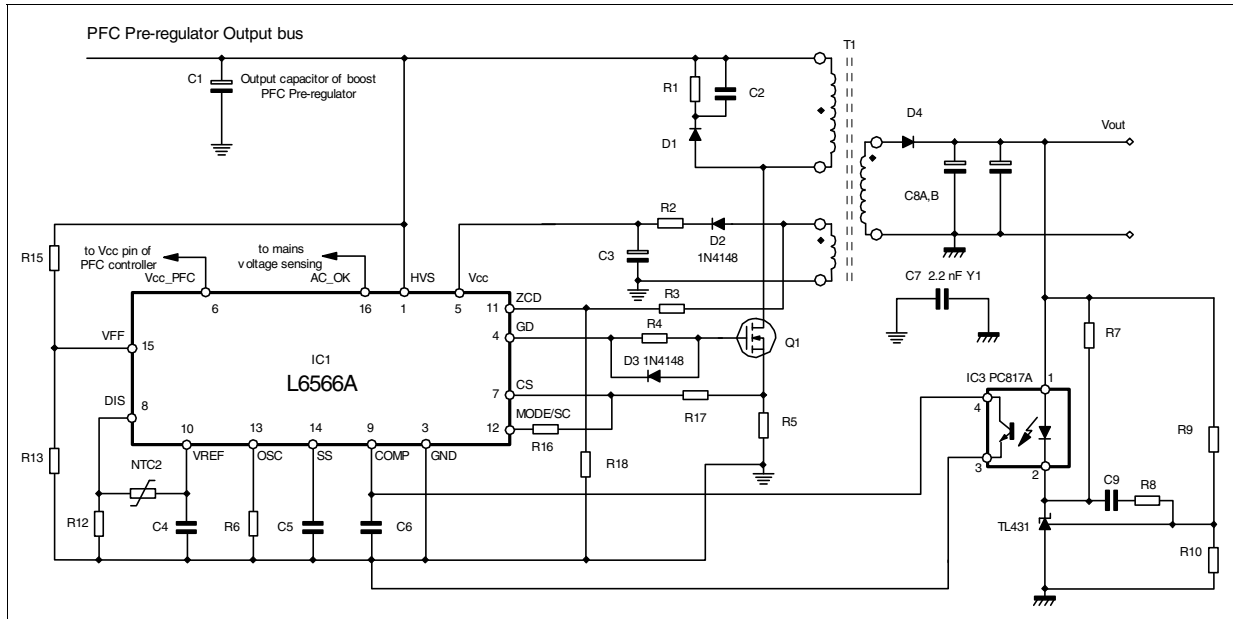 PFC Pre-regulator Output bus
T1
C1
Output capacitor of boost
PFC Pre-regulator
R1
C2
D1
D4
Vout
C8A,B
R2
D2
1N4148
C3
C7 2.2 nF Y1
R15
to Vcc pin of
PFC controller
Vcc_PFC
to mains
voltage sensing
AC_OK
HVS
Vcc
6
16
1
5
ZCD
11
R3
GD
4
R4
D3 1N4148
Q1
VFF
15
IC1
L6566A
CS
7
R17
R5
DIS
8
MODE/SC
12
R16
R18
10
13
14
9
3
VREF
OSC
SS
COMP
GND
R13
NTC2
R12
C4
R6
C5
C6
R7
IC3 PC817A
1
4
3
2
R9
C9
R8
TL431
R10